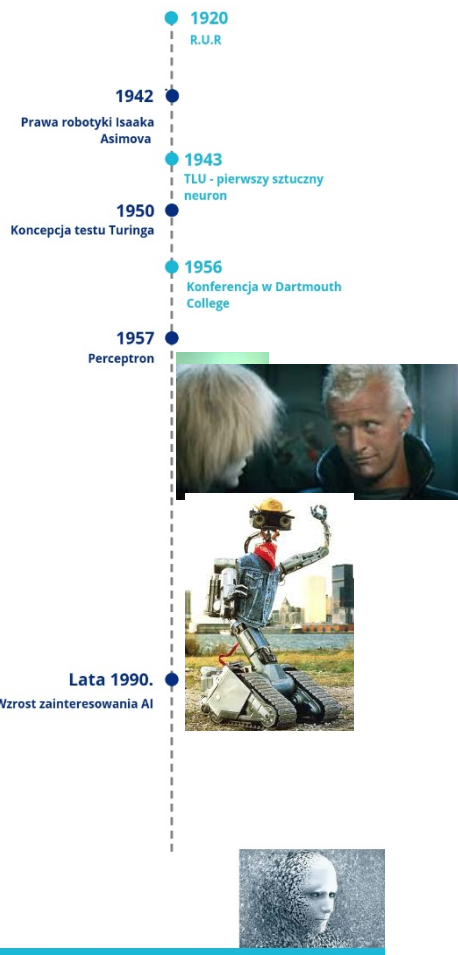 1920
R.U.R
1942
Prawa robotyki Isaaka
Asimova
1943
TLU - pierwszy sztuczny
neuron
1950
Koncepcja testu Turinga
1956
Konferencja w Dartmouth
College
1957
Perceptron
Lata 1990.
Wzrost zainteresowania AI